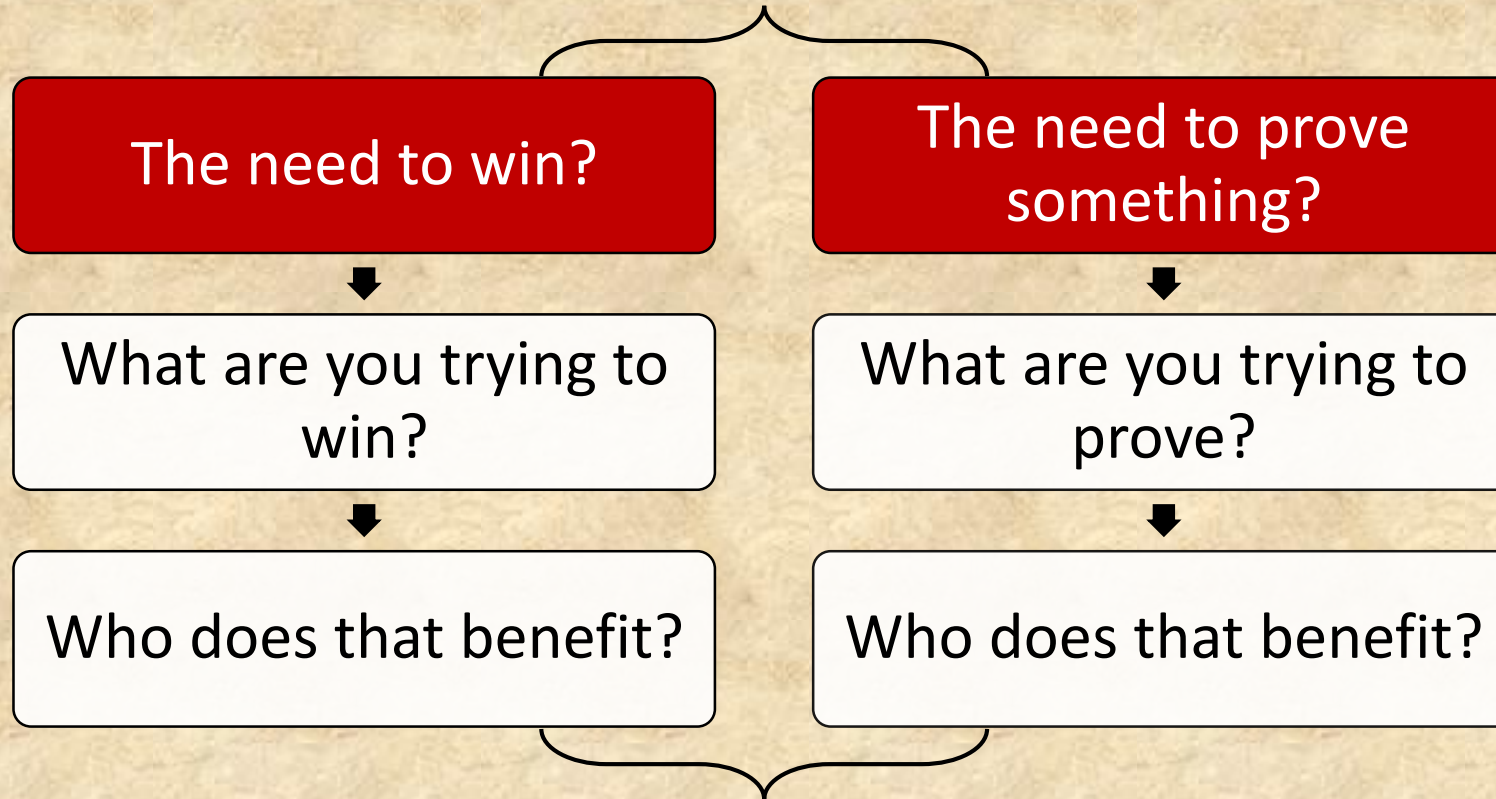 The need to win?
What are you trying to
win?
Who does that benefit?
The need to prove
something?
What are you trying to
prove?
Who does that benefit?